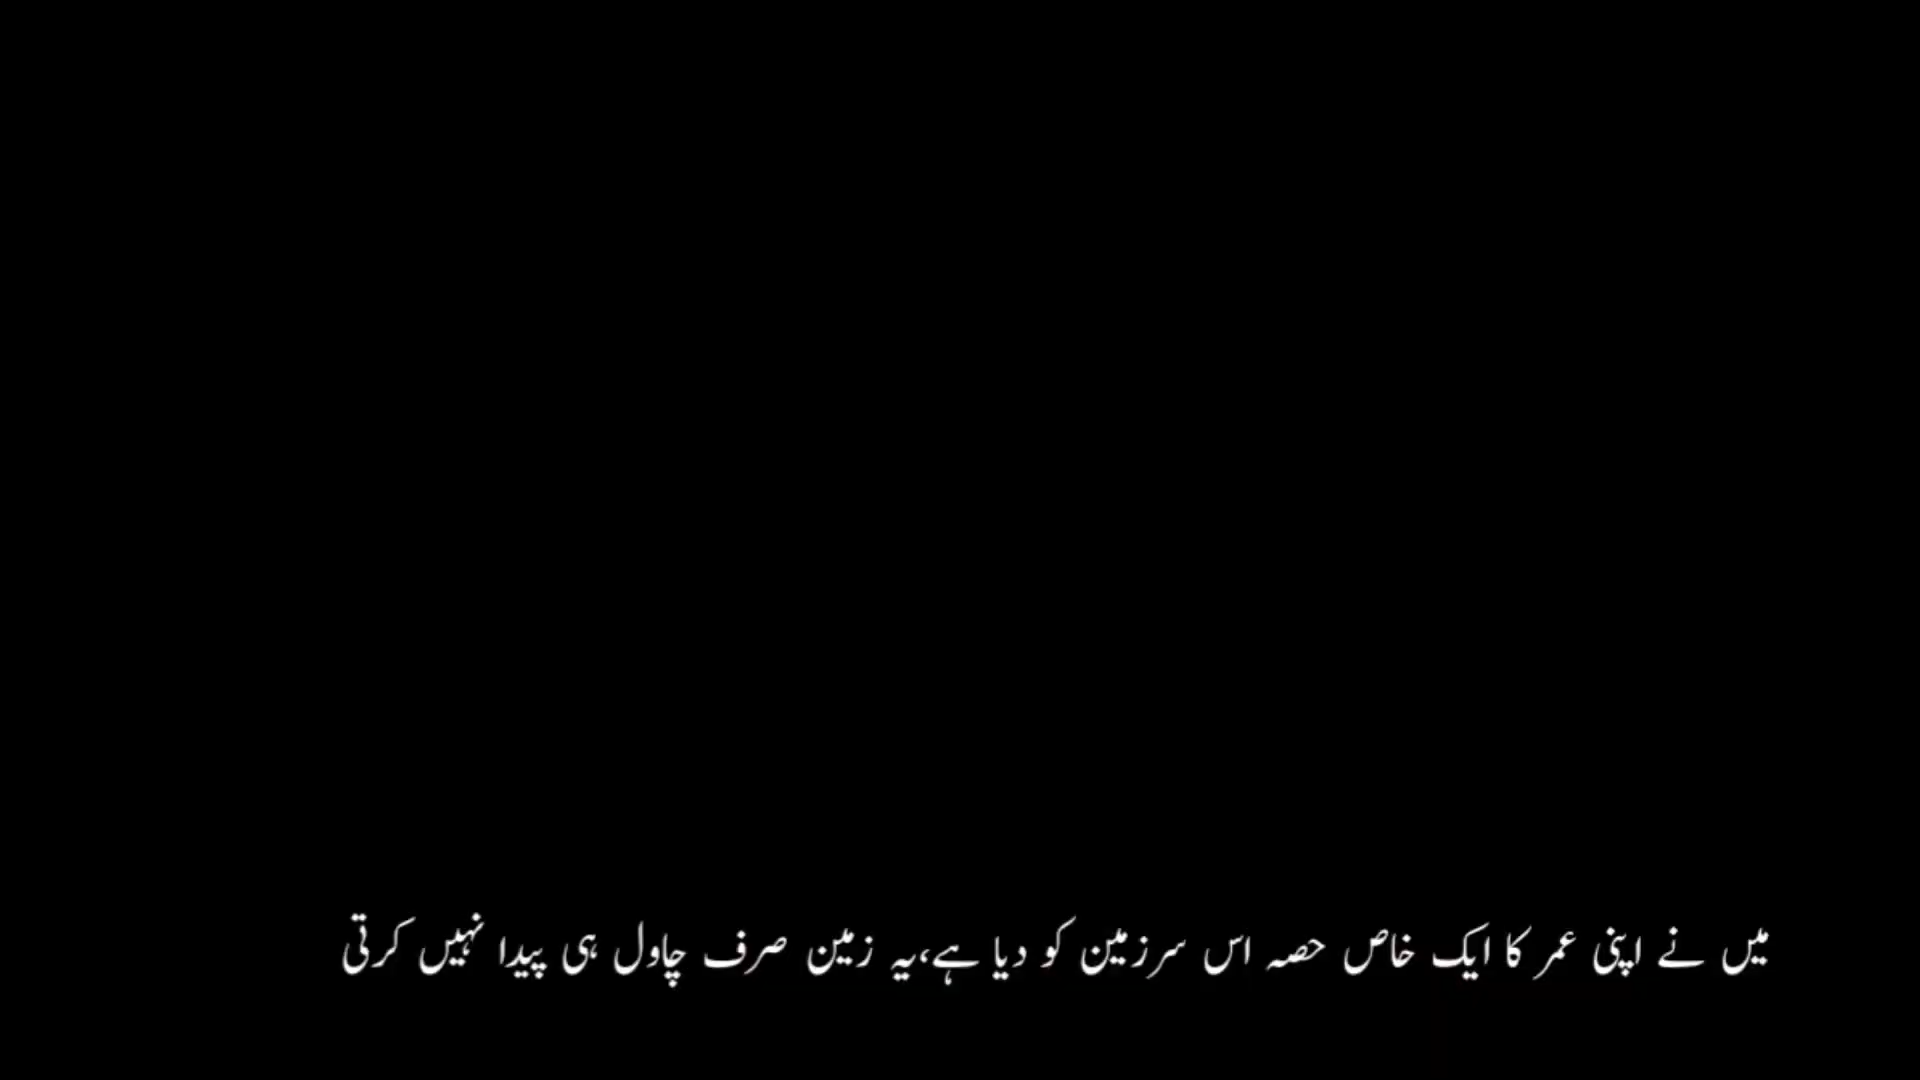 میں نے اپنی عمر کا ایک خاص حصہ اس سرزمین کو دیا ہے،یہ زمین صرف چاول ہی پیدا نہیں کرتی